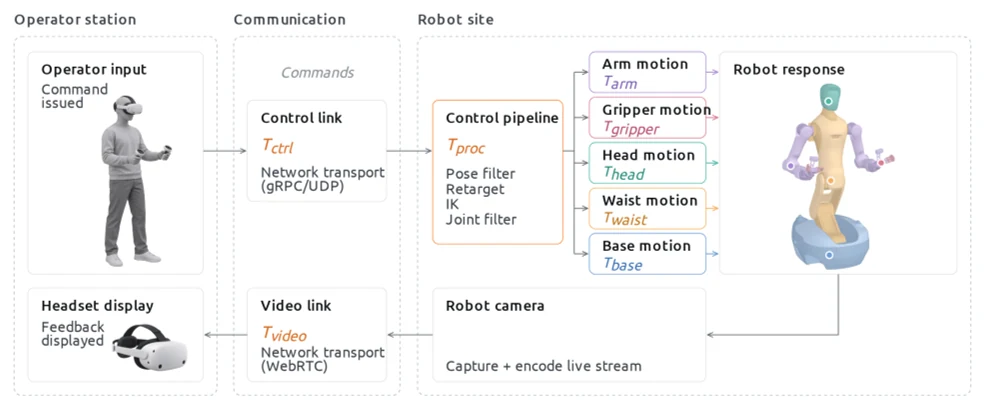 Operator station
Communication
Robot site
Operator input
Command
issued
Commands
Control link
T_ctrl
Network transport
(gRPC/UDP)
Control pipeline
T_proc
Pose filter
Retarget
IK
Joint filter
Arm motion
T_arm
Gripper motion
T_gripper
Head motion
T_head
Waist motion
T_waist
Base motion
T_base
Robot response
Headset display
Feedback
displayed
Video link
T_video
Network transport
(WebRTC)
Robot camera
Capture + encode live stream